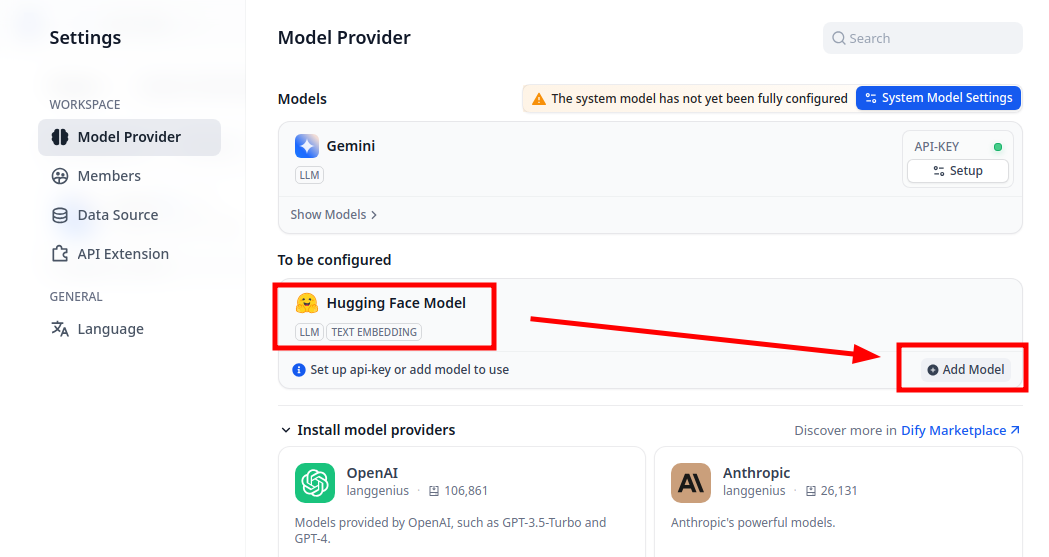 Settings
WORKSPACE
Model Provider
Members
Data Source
API Extension
GENERAL
Language
Model Provider
Search
Models
The system model has not yet been fully configured
System Model Settings
Gemini
LLM
API-KEY
Setup
Show Models
To be configured
Hugging Face Model
LLM TEXT EMBEDDING
Set up api-key or add model to use
Add Model
Install model providers
Discover more in Dify Marketplace
OpenAI
langgenius · 106,861
Models provided by OpenAI, such as GPT-3.5-Turbo and
GPT-4.
Anthropic
langgenius · 26,131
Anthropic's powerful models.